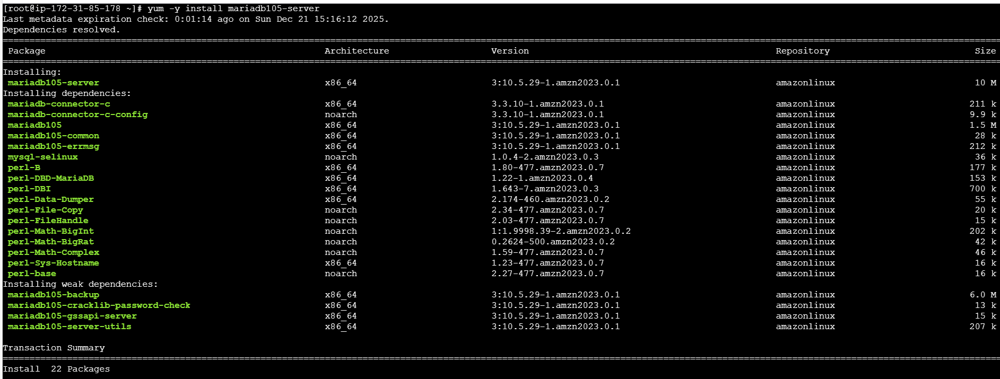 [root@ip-172-31-85-178 ~]# yum -y install mariadb105-server
Last metadata expiration check: 0:01:14 ago on Sun Dec 21 15:16:12 2025.
Dependencies resolved.
Package Architecture Version Repository Size
Installing:
mariadb105-server x86_64 3:10.5.29-1.amzn2023.0.1 amazonlinux 10 M
Installing dependencies:
mariadb-connector-c x86_64 3.3.10-1.amzn2023.0.1 amazonlinux 211 k
mariadb-connector-c-config noarch 3.3.10-1.amzn2023.0.1 amazonlinux 9.9 k
mariadb105 x86_64 3:10.5.29-1.amzn2023.0.1 amazonlinux 1.5 M
mariadb105-common x86_64 3:10.5.29-1.amzn2023.0.1 amazonlinux 28 k
mariadb105-errmsg x86_64 3:10.5.29-1.amzn2023.0.1 amazonlinux 212 k
mysql-selinux noarch 1.0.4-2.amzn2023.0.3 amazonlinux 36 k
perl-B x86_64 1.80-477.amzn2023.0.7 amazonlinux 177 k
perl-DBD-MariaDB x86_64 1.22-1.amzn2023.0.4 amazonlinux 153 k
perl-DBI x86_64 1.643-7.amzn2023.0.3 amazonlinux 700 k
perl-Data-Dumper x86_64 2.174-460.amzn2023.0.2 amazonlinux 55 k
perl-File-Copy noarch 2.34-477.amzn2023.0.7 amazonlinux 20 k
perl-FileHandle noarch 2.03-477.amzn2023.0.7 amazonlinux 15 k
perl-Math-BigInt noarch 1:1.9998.39-2.amzn2023.0.2 amazonlinux 202 k
perl-Math-BigRat noarch 0.2624-500.amzn2023.0.2 amazonlinux 42 k
perl-Math-Complex noarch 1.59-477.amzn2023.0.7 amazonlinux 46 k
perl-Sys-Hostname x86_64 1.23-477.amzn2023.0.7 amazonlinux 16 k
perl-base noarch 2.27-477.amzn2023.0.7 amazonlinux 16 k
Installing weak dependencies:
mariadb105-backup x86_64 3:10.5.29-1.amzn2023.0.1 amazonlinux 6.0 M
mariadb105-cracklib-password-check x86_64 3:10.5.29-1.amzn2023.0.1 amazonlinux 13 k
mariadb105-gssapi-server x86_64 3:10.5.29-1.amzn2023.0.1 amazonlinux 15 k
mariadb105-server-utils x86_64 3:10.5.29-1.amzn2023.0.1 amazonlinux 207 k
Transaction Summary
Install 22 Packages